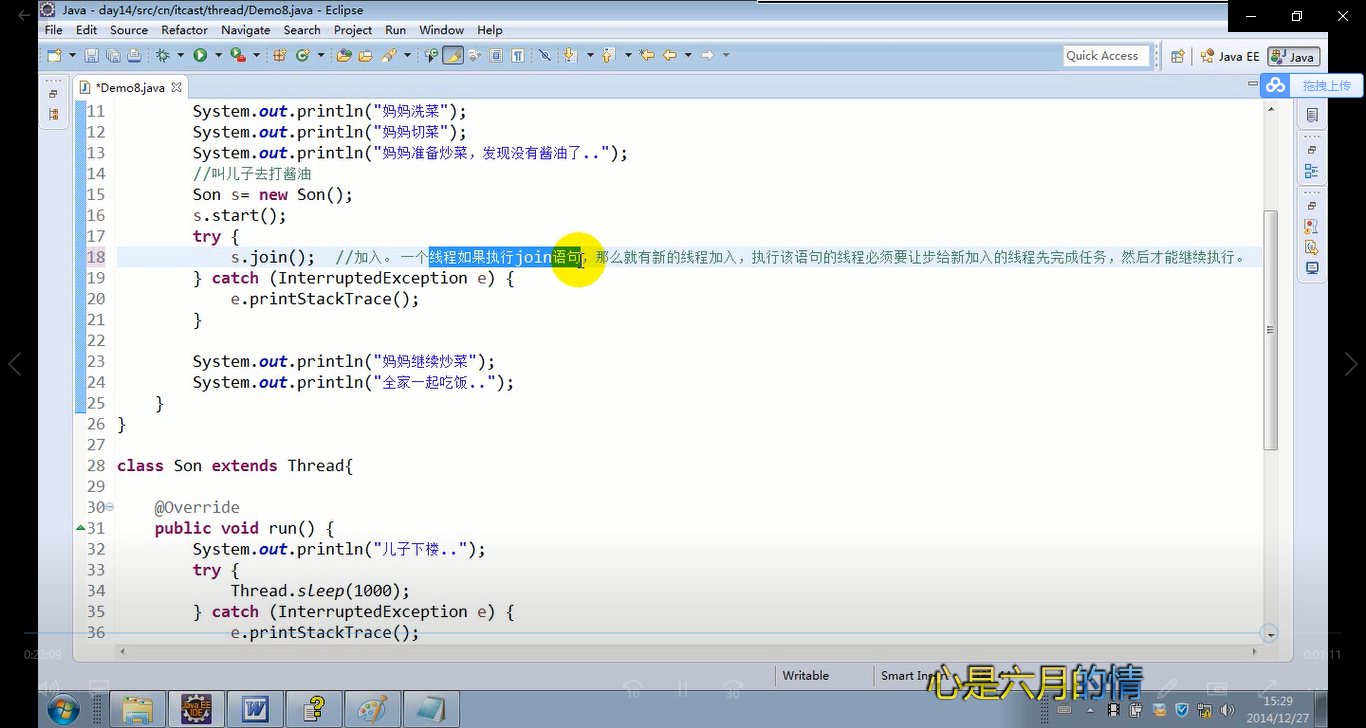 Java - day14/src/cn/itcast/thread/Demo8.java - Eclipse
File Edit Source Refactor Navigate Search Project Run Window Help
Quick Access
Java EE
Java
*Demo8.java
拖拽上传
11 System.out.println("妈妈洗菜");
12 System.out.println("妈妈切菜");
13 System.out.println("妈妈准备炒菜，发现没有酱油了..");
14 //叫儿子去打酱油
15 Son s= new Son();
16 s.start();
17 try {
18 s.join(); //加入。 一个线程如果执行join语句，那么就有新的线程加入，执行该语句的线程必须要让步给新加入的线程先完成任务，然后才能继续执行。
19 } catch (InterruptedException e) {
20 e.printStackTrace();
21 }
22
23 System.out.println("妈妈继续炒菜");
24 System.out.println("全家一起吃饭..");
25 }
26 }
27
28 class Son extends Thread{
29
30 @Override
31 public void run() {
32 System.out.println("儿子下楼..");
33 try {
34 Thread.sleep(1000);
35 } catch (InterruptedException e) {
36 e.printStackTrace();
0:23:09
0:01:11
Writable
心是六月的情
10
30
15:29
2014/12/27